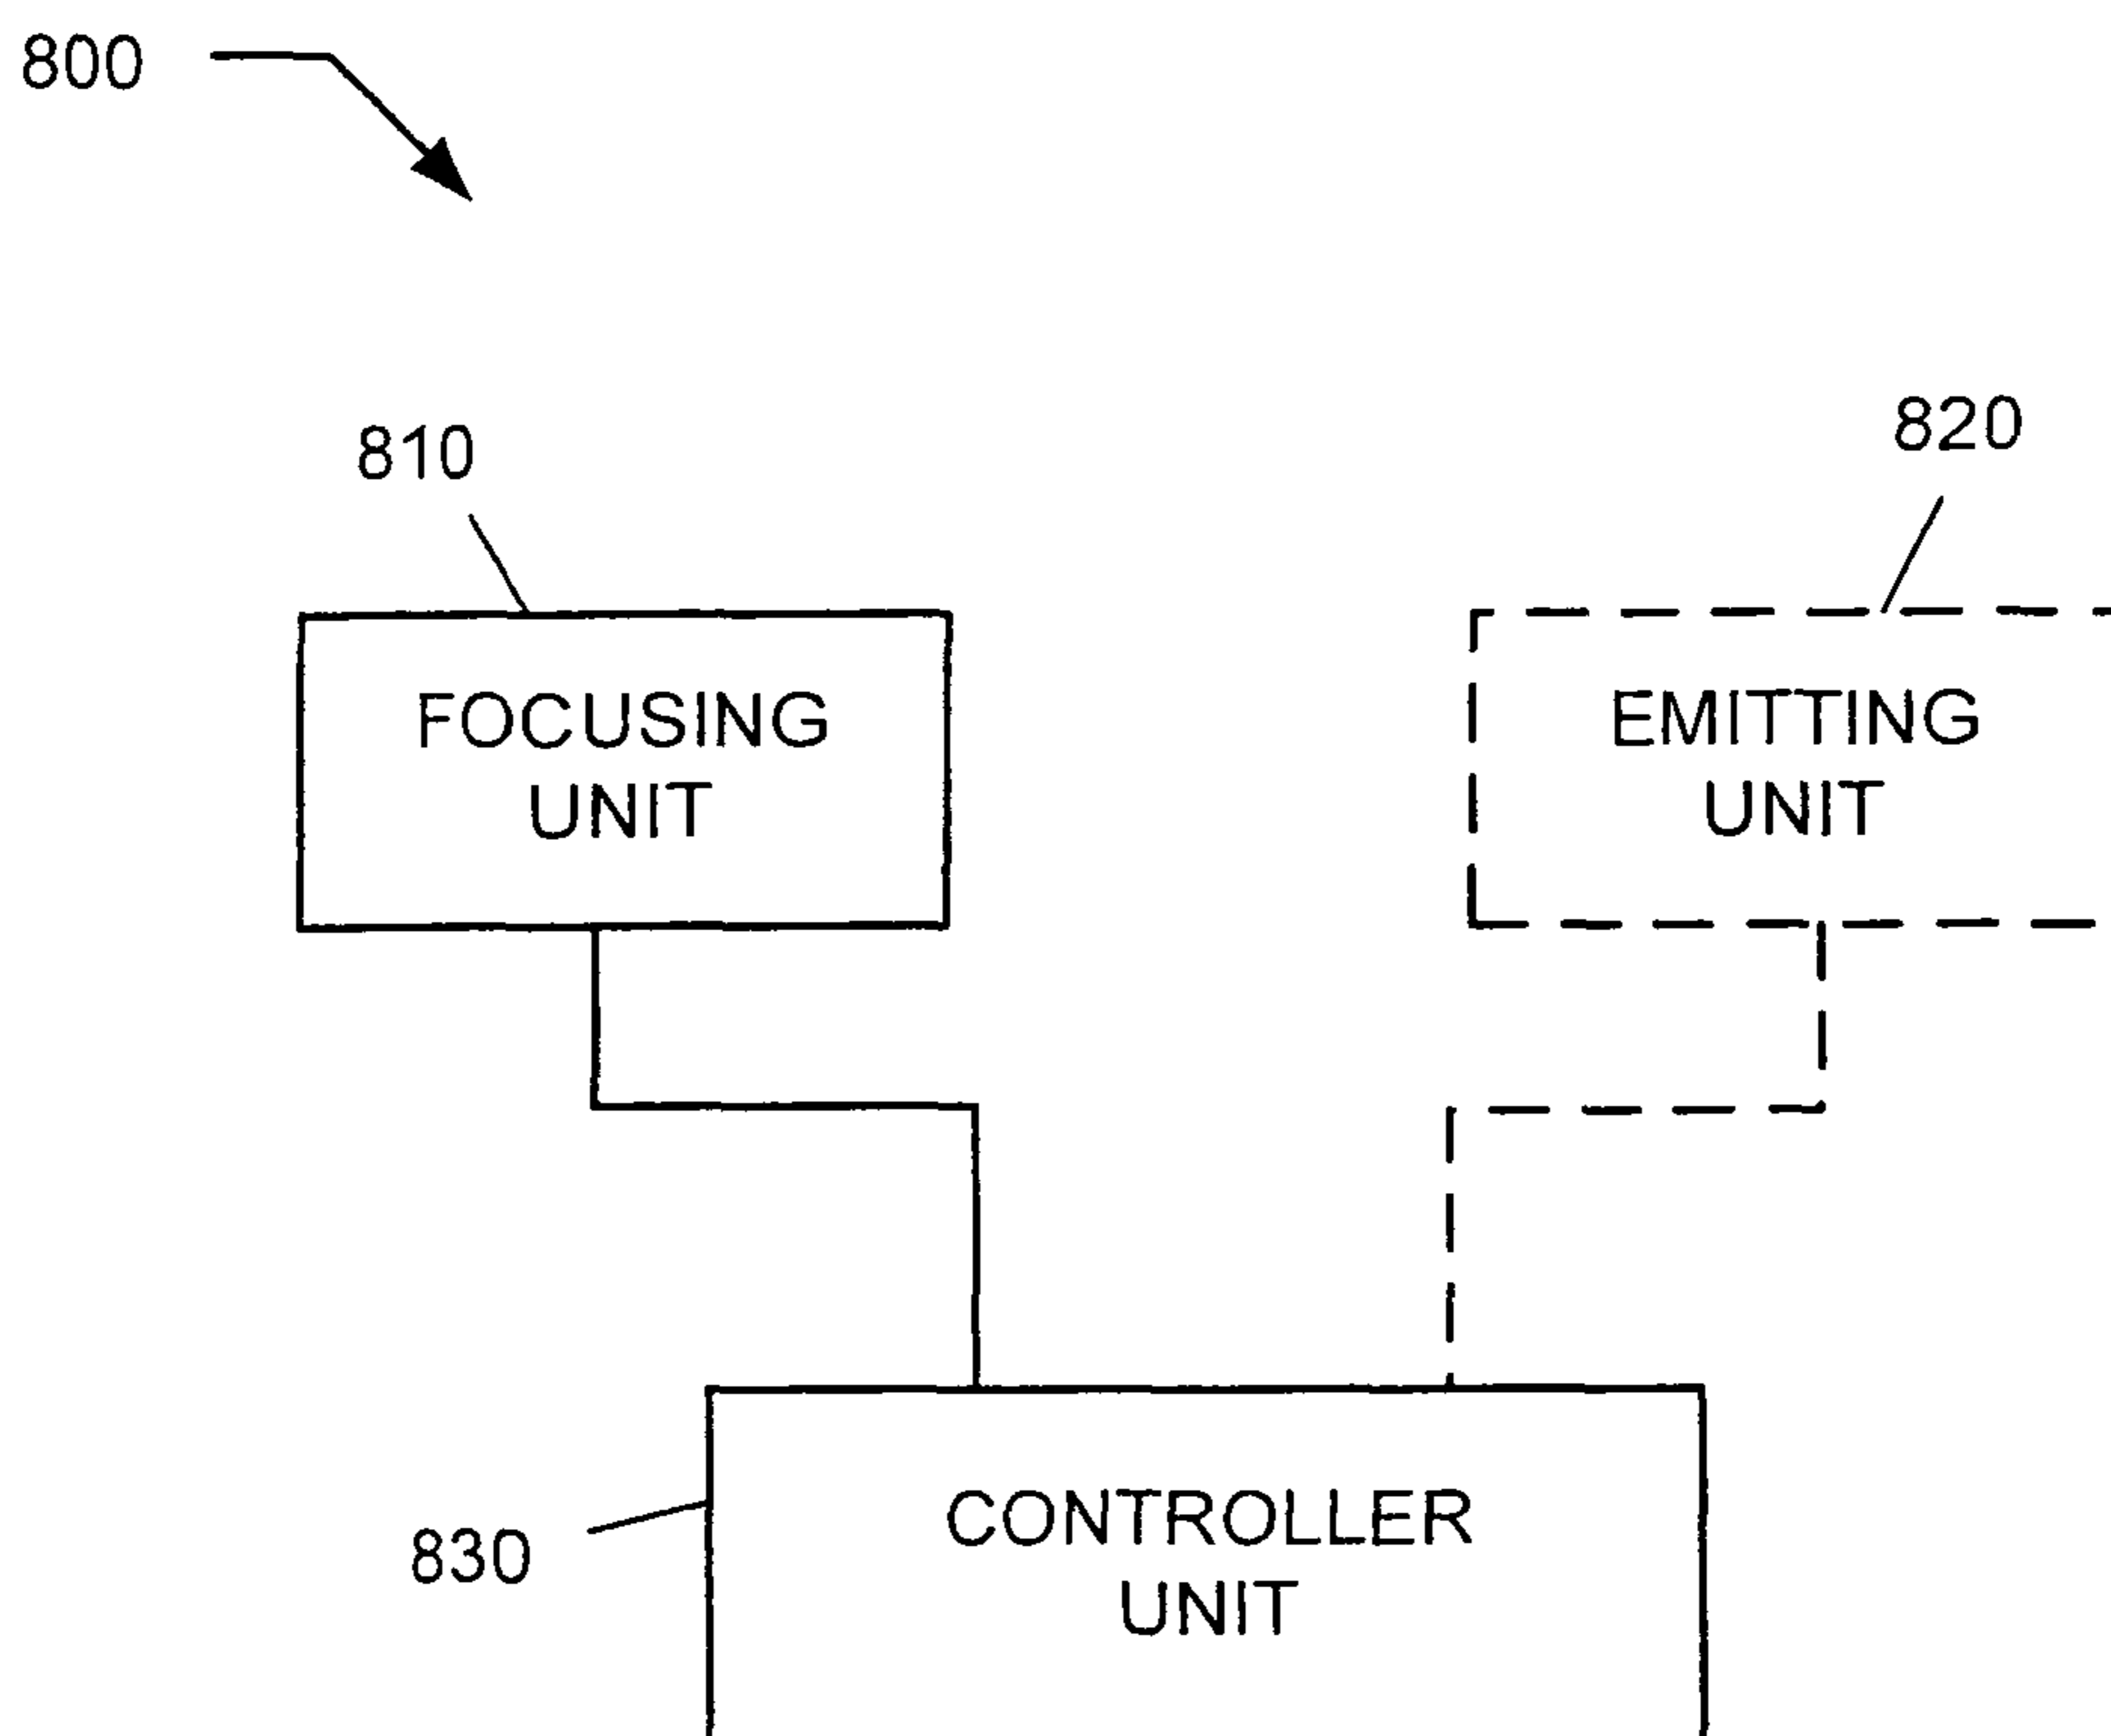 800
810
820
FOCUSING
UNIT
EMITTING
UNIT
830
CONTROLLER
UNIT